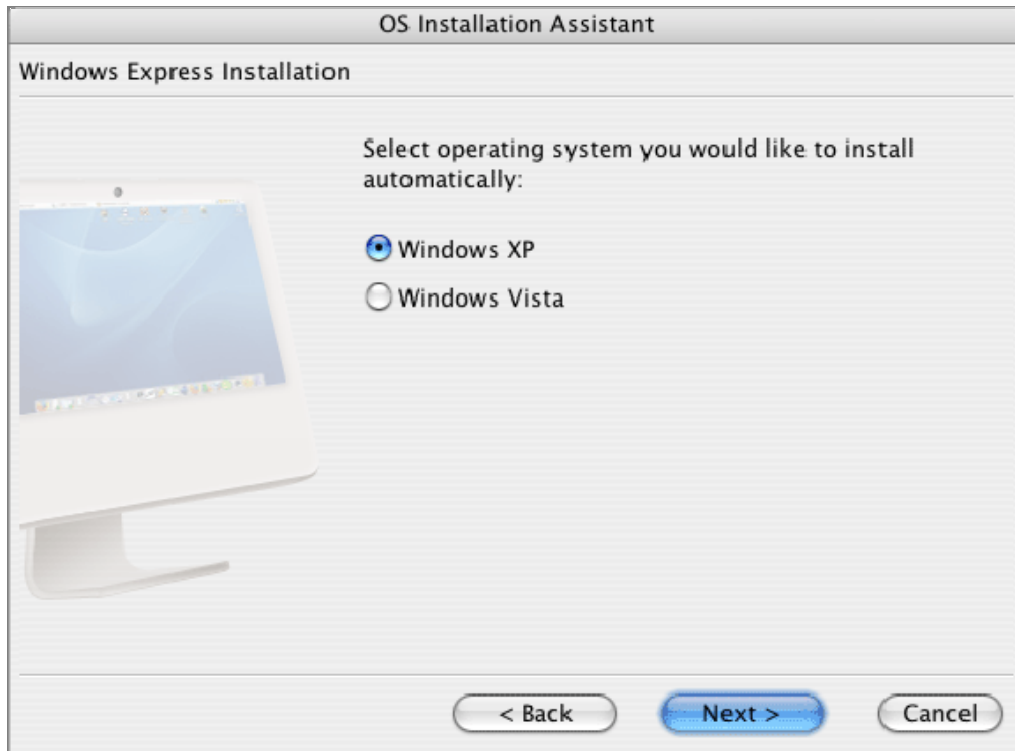 OS Installation Assistant
Windows Express Installation
Select operating system you would like to install
automatically:
Windows XP
Windows Vista
< Back
Next >
Cancel